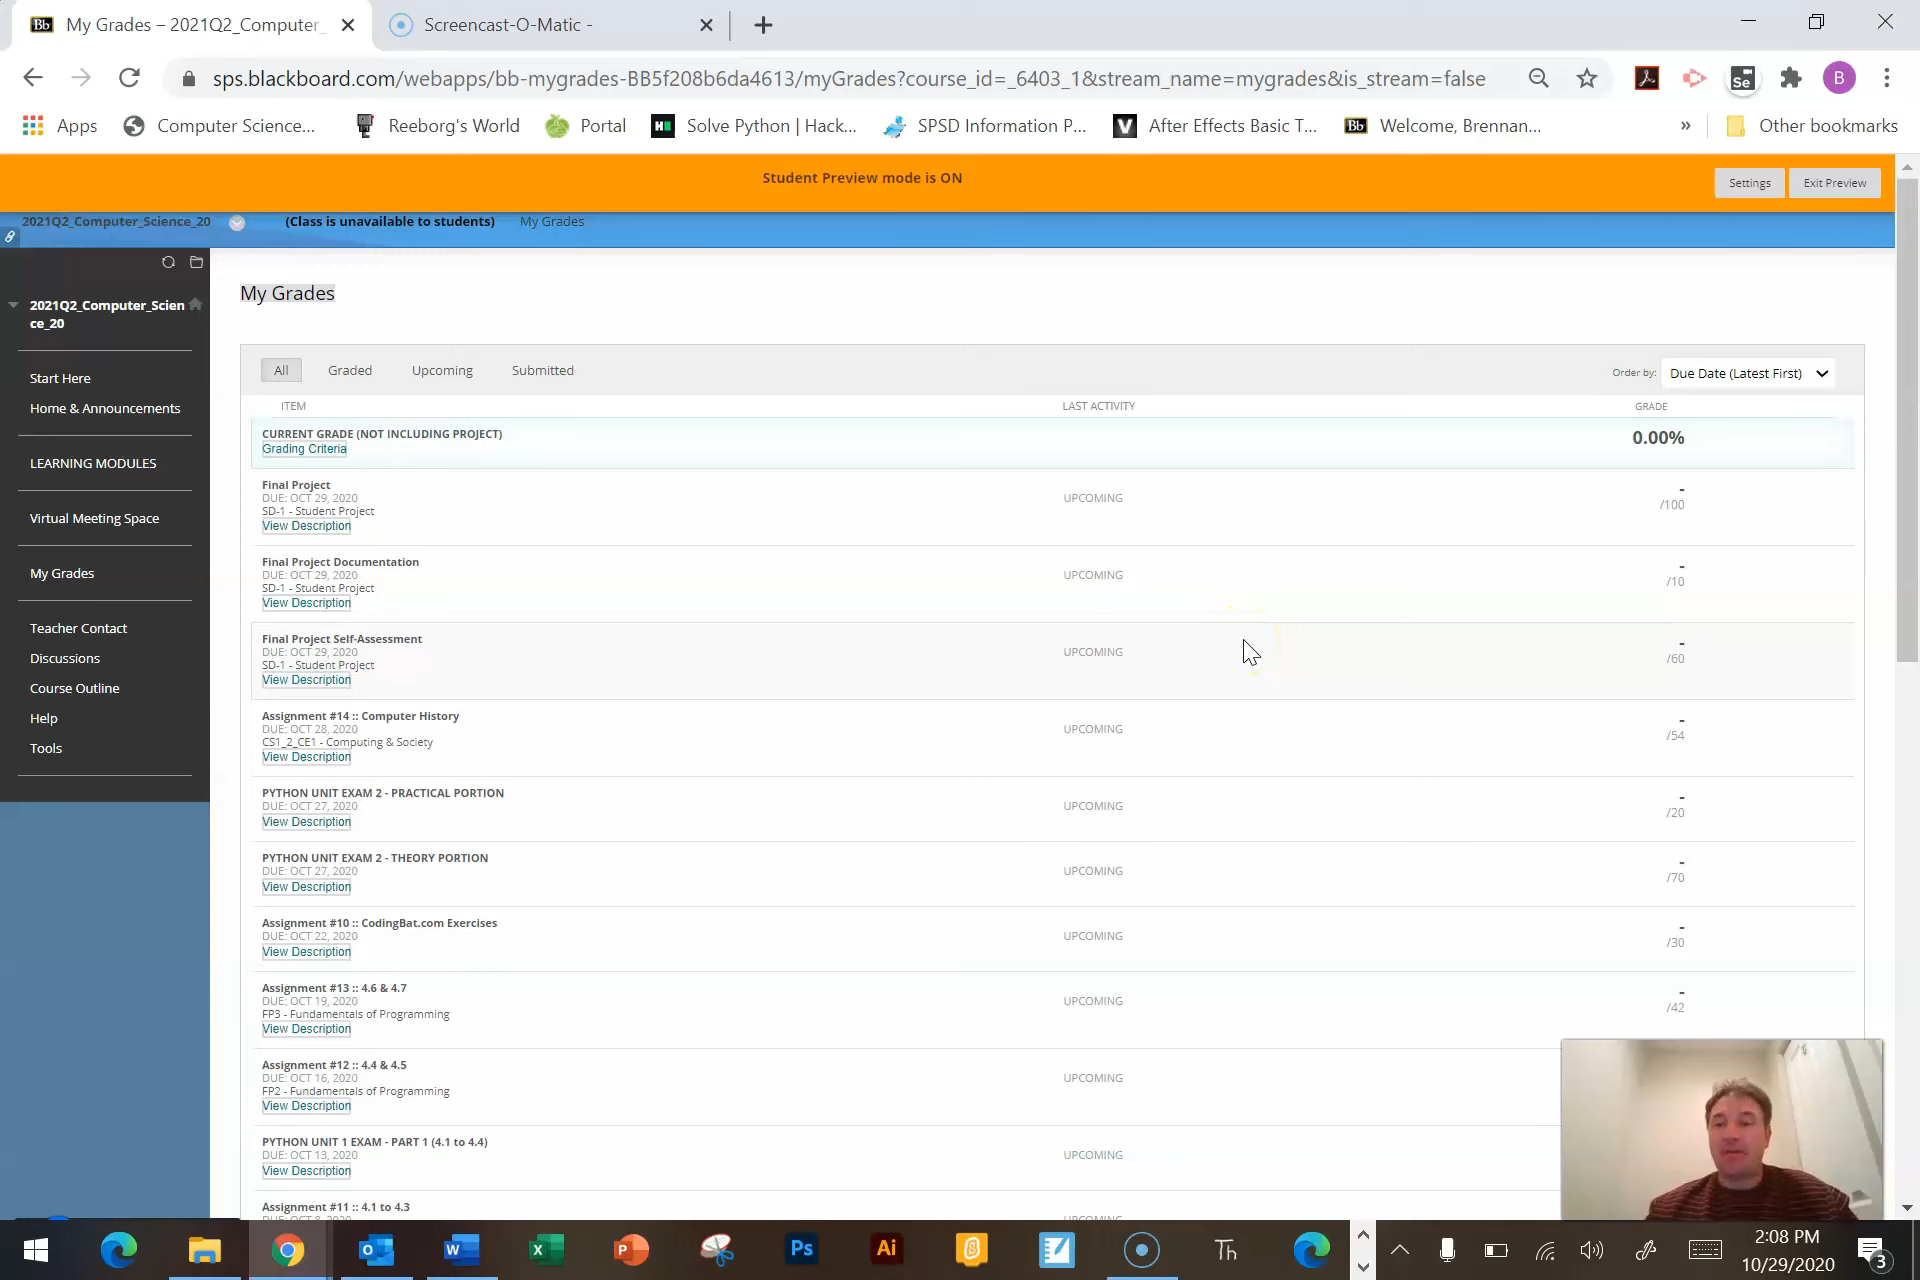 My Grades – 2021Q2_Computer_
Screencast-O-Matic -
sps.blackboard.com/webapps/bb-mygrades-BB5f208b6da4613/myGrades?course_id=_6403_1&stream_name=mygrades&is_stream=false
B
Apps
Computer Science...
Reeborg's World
Portal
Solve Python | Hack...
SPSD Information P...
After Effects Basic T...
Welcome, Brennan...
»
Other bookmarks
Student Preview mode is ON
Settings
Exit Preview
2021Q2_Computer_Science_20
(Class is unavailable to students)
My Grades
2021Q2_Computer_Scien
ce_20
Start Here
Home & Announcements
LEARNING MODULES
Virtual Meeting Space
My Grades
Teacher Contact
Discussions
Course Outline
Help
Tools
My Grades
All
Graded
Upcoming
Submitted
Order by:
Due Date (Latest First)
ITEM
LAST ACTIVITY
GRADE
CURRENT GRADE (NOT INCLUDING PROJECT)
Grading Criteria
0.00%
Final Project
DUE: OCT 29, 2020
SD-1 - Student Project
View Description
UPCOMING
-
/100
Final Project Documentation
DUE: OCT 29, 2020
SD-1 - Student Project
View Description
UPCOMING
-
/10
Final Project Self-Assessment
DUE: OCT 29, 2020
SD-1 - Student Project
View Description
UPCOMING
-
/60
Assignment #14 :: Computer History
DUE: OCT 28, 2020
CS1_2_CE1 - Computing & Society
View Description
UPCOMING
-
/54
PYTHON UNIT EXAM 2 - PRACTICAL PORTION
DUE: OCT 27, 2020
View Description
UPCOMING
-
/20
PYTHON UNIT EXAM 2 - THEORY PORTION
DUE: OCT 27, 2020
View Description
UPCOMING
-
/70
Assignment #10 :: CodingBat.com Exercises
DUE: OCT 22, 2020
View Description
UPCOMING
-
/30
Assignment #13 :: 4.6 & 4.7
DUE: OCT 19, 2020
FP3 - Fundamentals of Programming
View Description
UPCOMING
-
/42
Assignment #12 :: 4.4 & 4.5
DUE: OCT 16, 2020
FP2 - Fundamentals of Programming
View Description
UPCOMING
PYTHON UNIT 1 EXAM - PART 1 (4.1 to 4.4)
DUE: OCT 13, 2020
View Description
UPCOMING
Assignment #11 :: 4.1 to 4.3
2:08 PM
10/29/2020
3